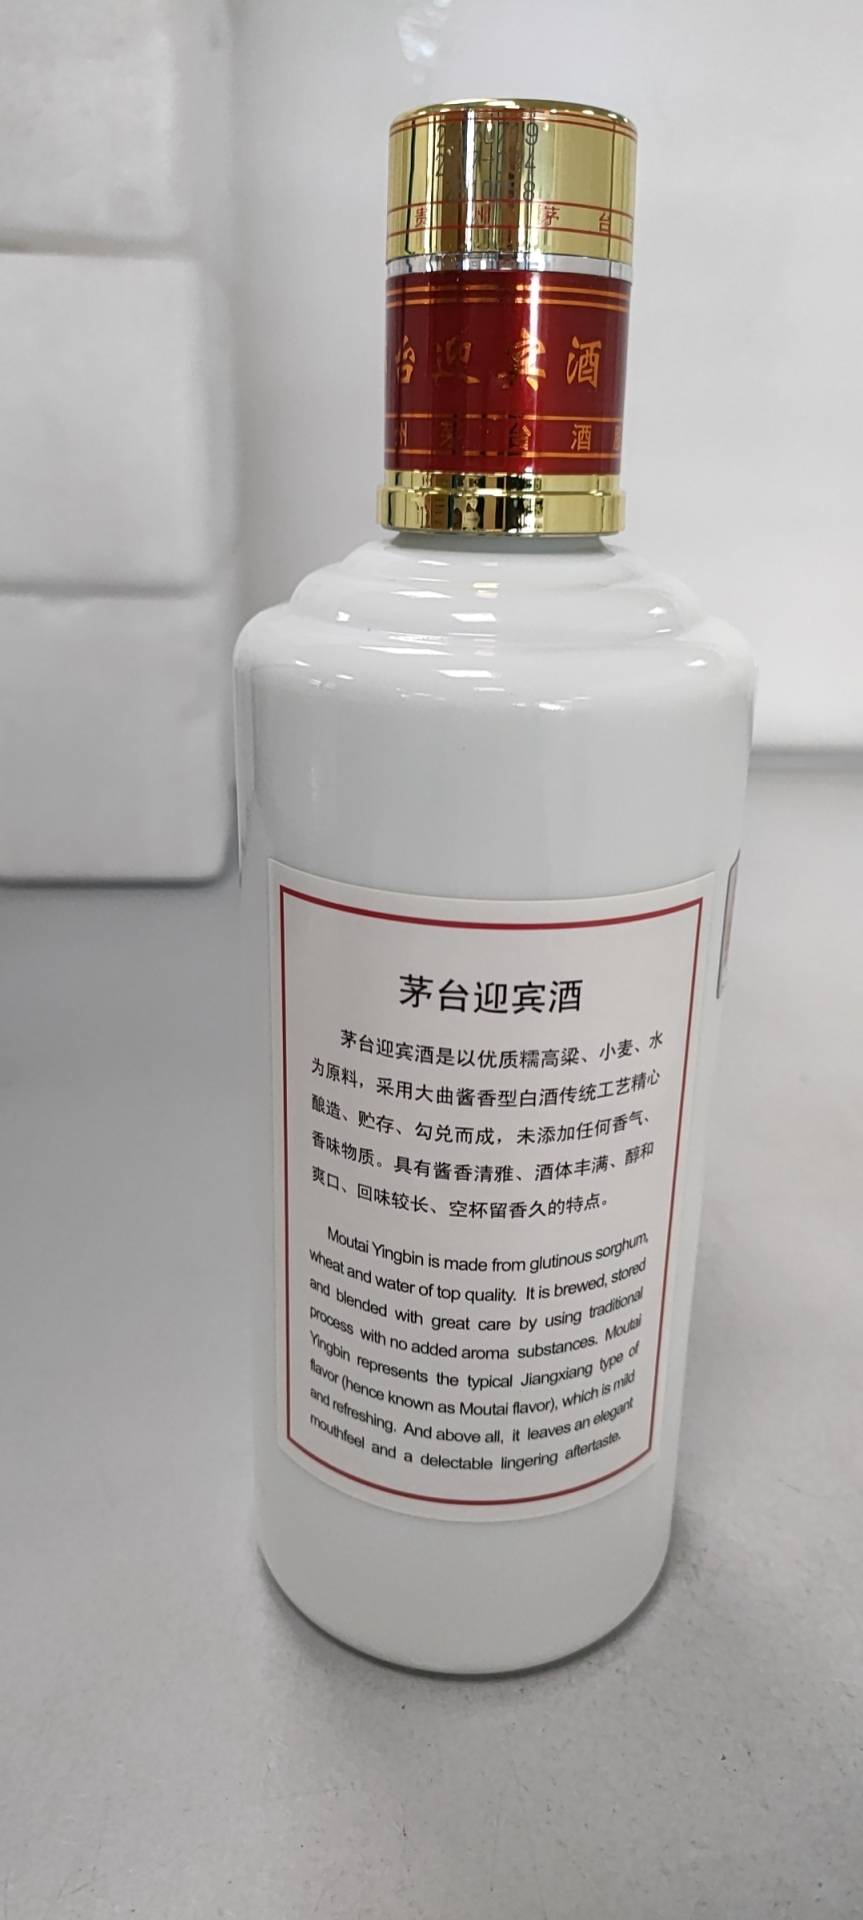 贵州茅台
台迎宾酒
州茅台酒
茅台迎宾酒
茅台迎宾酒是以优质糯高粱、小麦、水
为原料，采用大曲酱香型白酒传统工艺精心
酿造、贮存、勾兑而成，未添加任何香气、
香味物质。具有酱香清雅、酒体丰满、醇和
爽口、回味较长、空杯留香久的特点。
Moutai Yingbin is made from glutinous sorghum,
wheat and water of top quality. It is brewed, stored
and blended with great care by using traditional
process with no added aroma substances. Moutai
Yingbin represents the typical Jiangxiang type of
flavor (hence known as Moutai flavor), which is mild
and refreshing. And above all, it leaves an elegant
mouthfeel and a delectable lingering aftertaste.